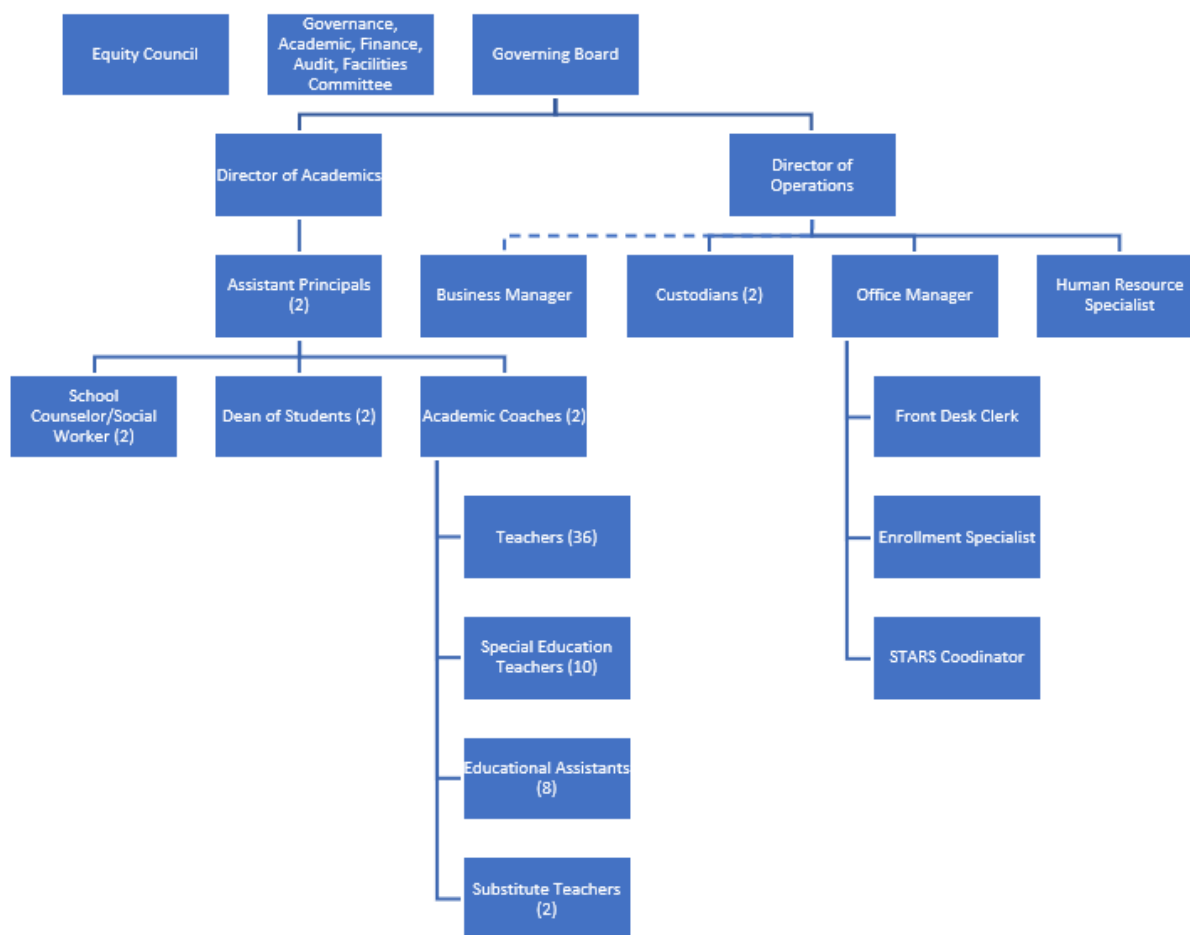 Equity Council
Governance,
Academic, Finance,
Audit, Facilities
Committee
Governing Board
Director of Academics
Director of
Operations
Assistant Principals
(2)
Business Manager
Custodians (2)
Office Manager
Human Resource
Specialist
School
Counselor/Social
Worker (2)
Dean of Students (2)
Academic Coaches (2)
Front Desk Clerk
Teachers (36)
Enrollment Specialist
Special Education
Teachers (10)
STARS Coodinator
Educational Assistants
(8)
Substitute Teachers
(2)